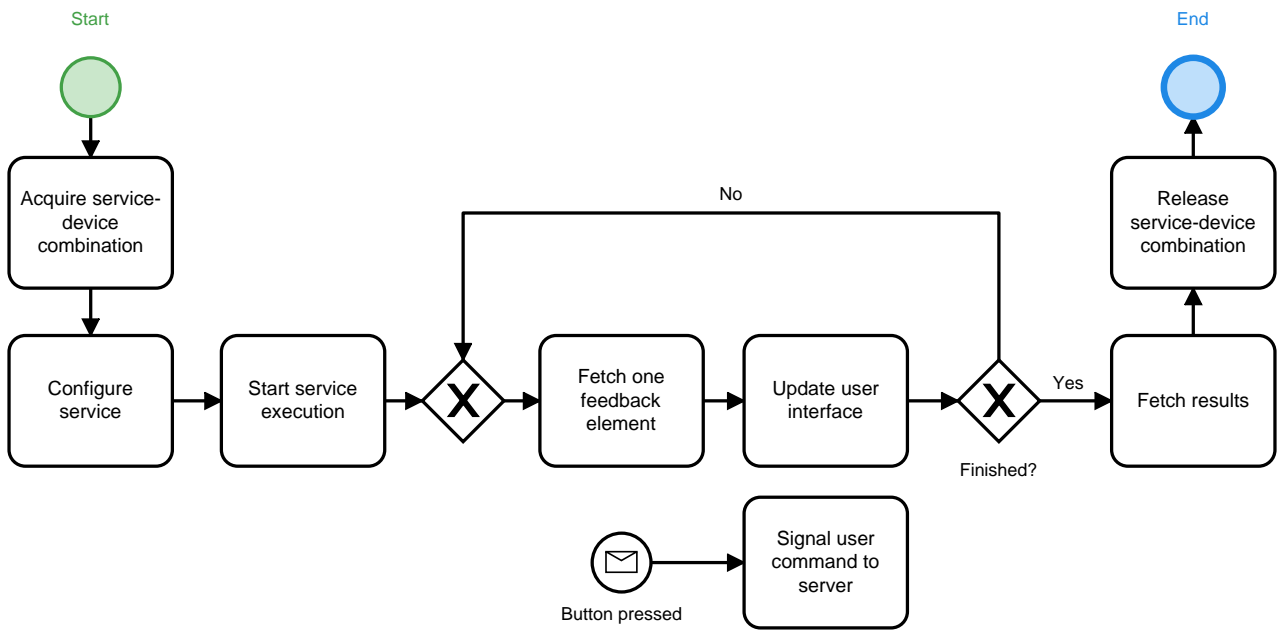 Start
End
Acquire service-
device
combination
No
Release
service-device
combination
Configure
service
Start service
execution
X
Fetch one
feedback
element
Update user
interface
X
Yes
Fetch results
Finished?
Signal user
command to
server
Button pressed